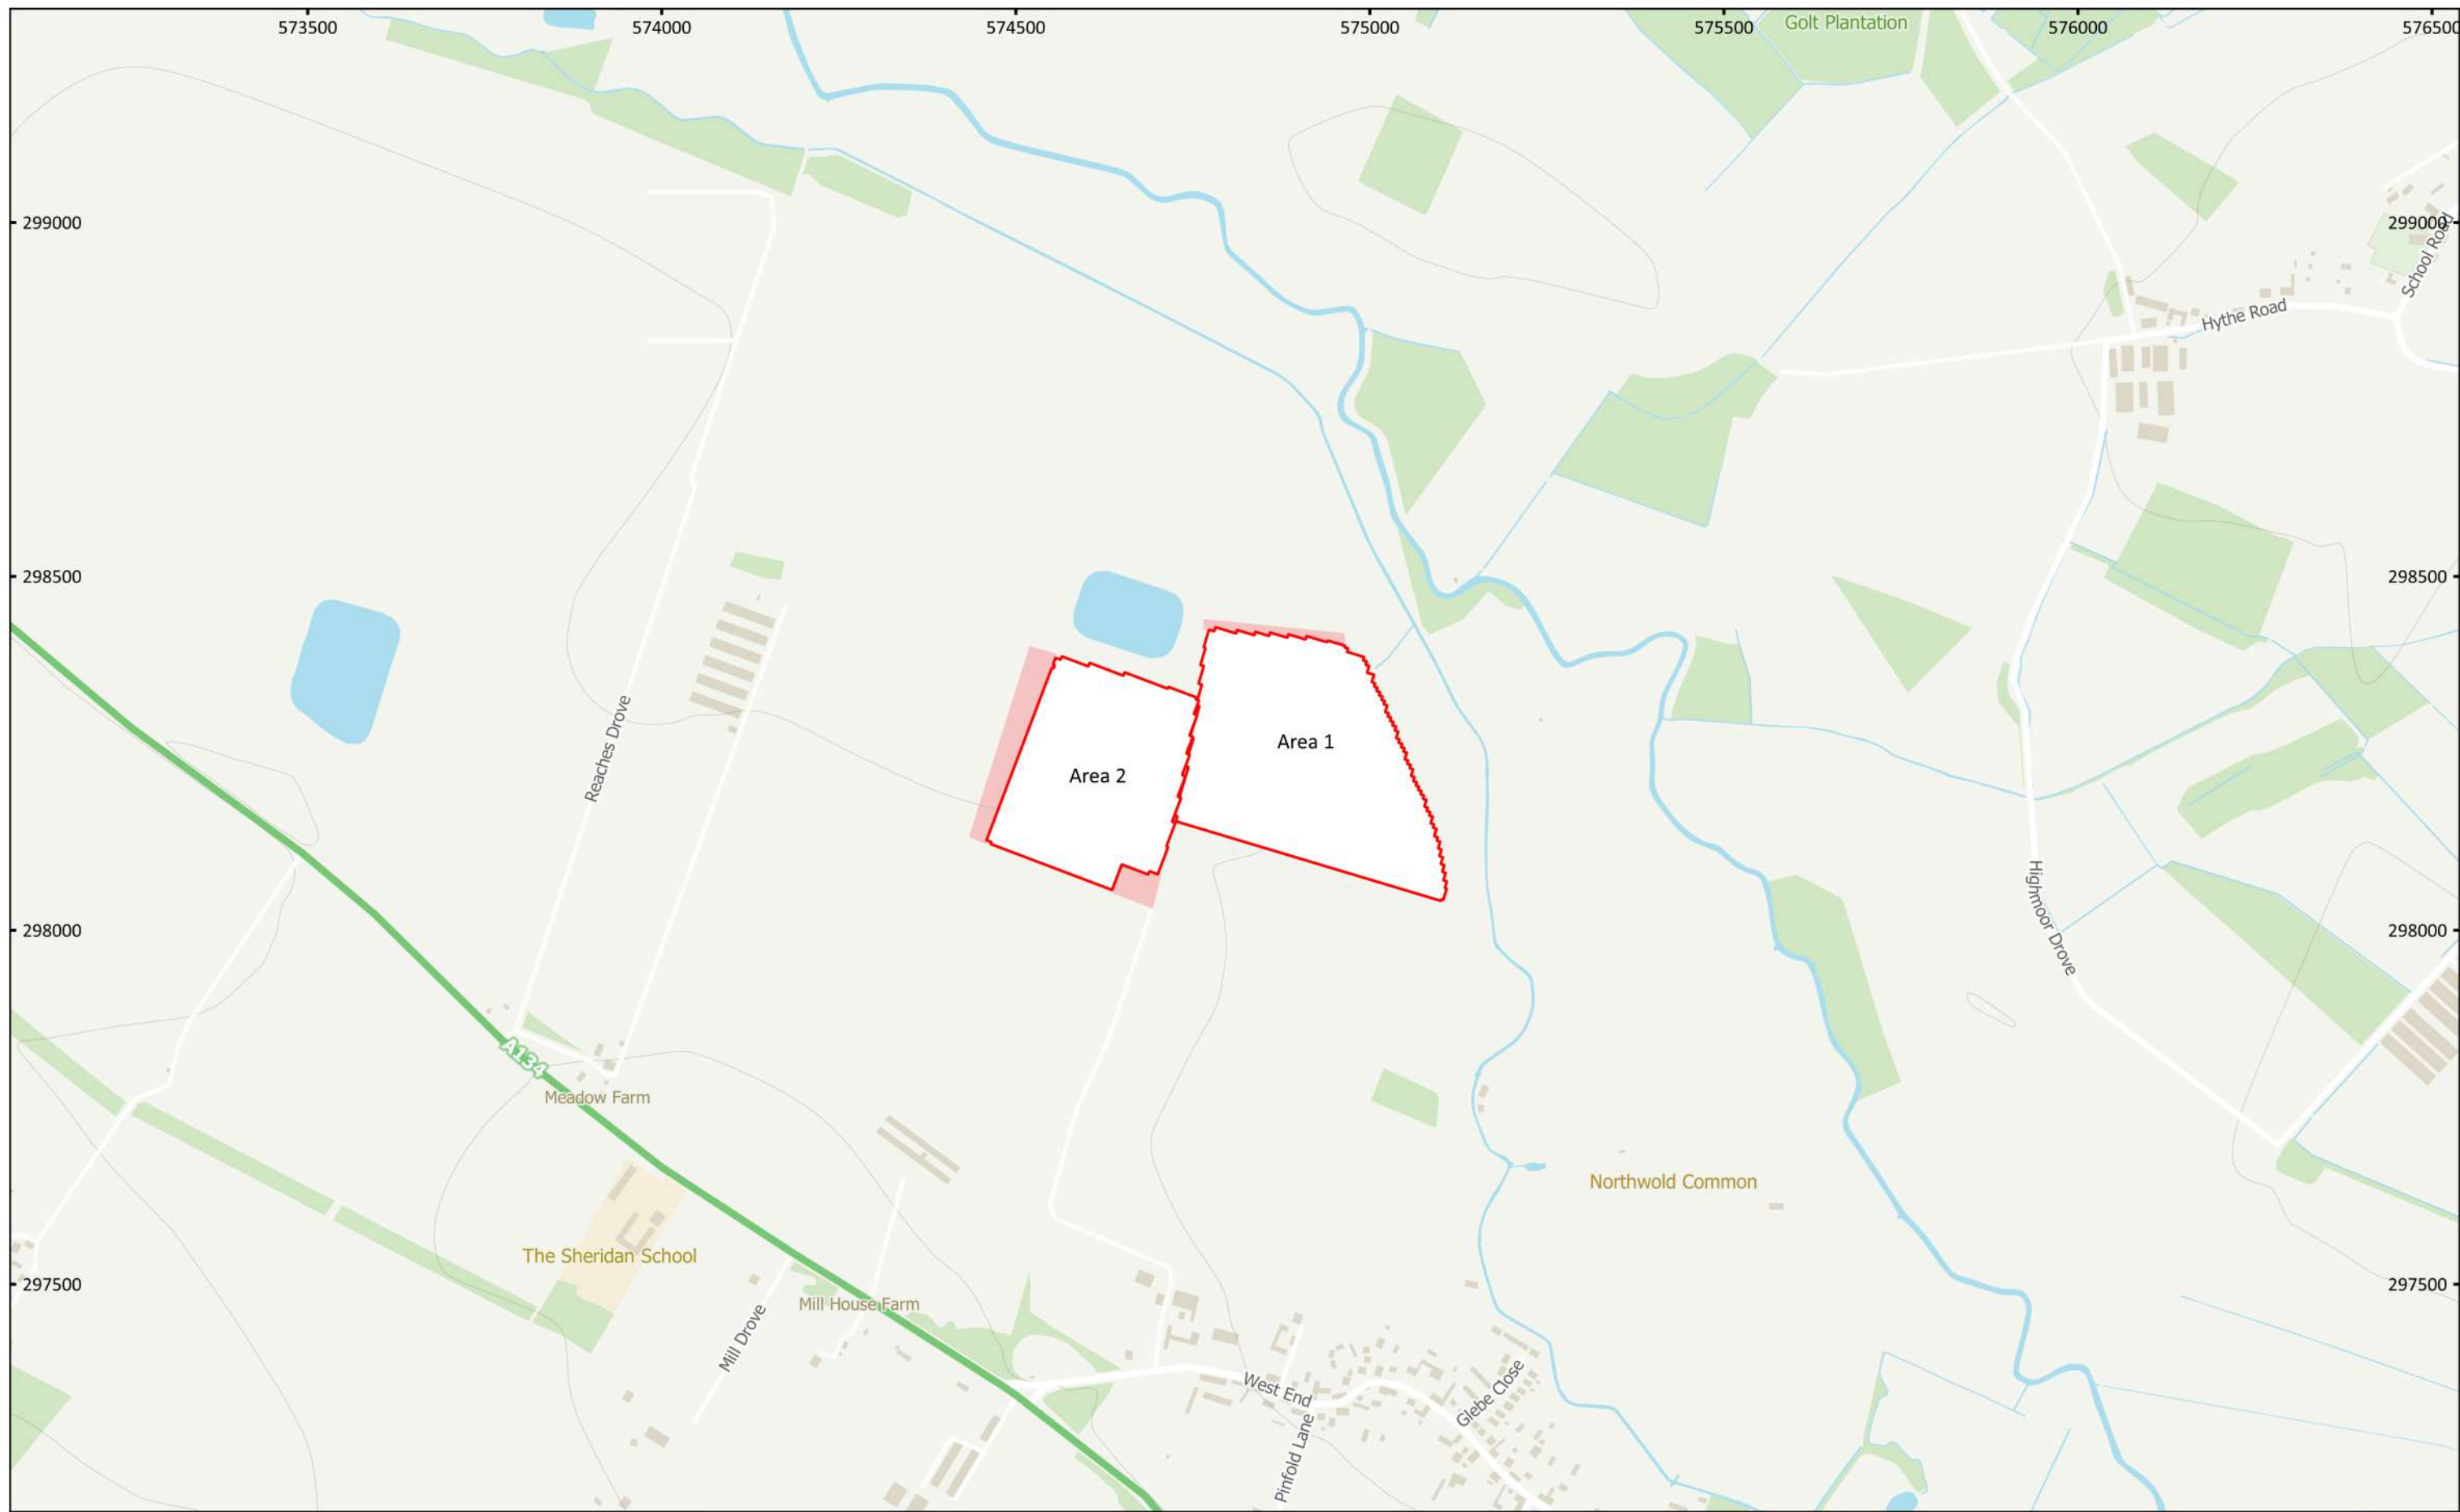 573500
574000
574500
575000
575500
576000
57650
Golt Plantation
299000
299000
School Road
Hythe Road
298500
298500
Reaches Drove
Area 1
Area 2
Highmoor Drove
298000
298000
A134
Meadow Farm
Northwold Common
The Sheridan School
297500
297500
Mill House Farm
Mill Drove
West End
Glebe Close
Pinfold Lane